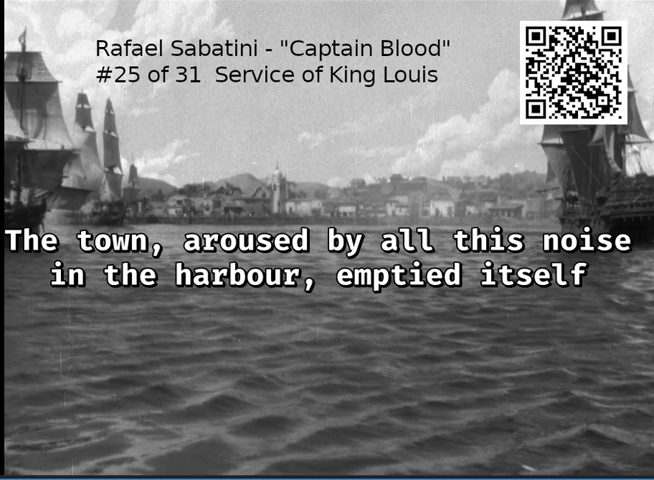 Rafael Sabatini - "Captain Blood"
#25 of 31  Service of King Louis
The town, aroused by all this noise
in the harbour, emptied itself